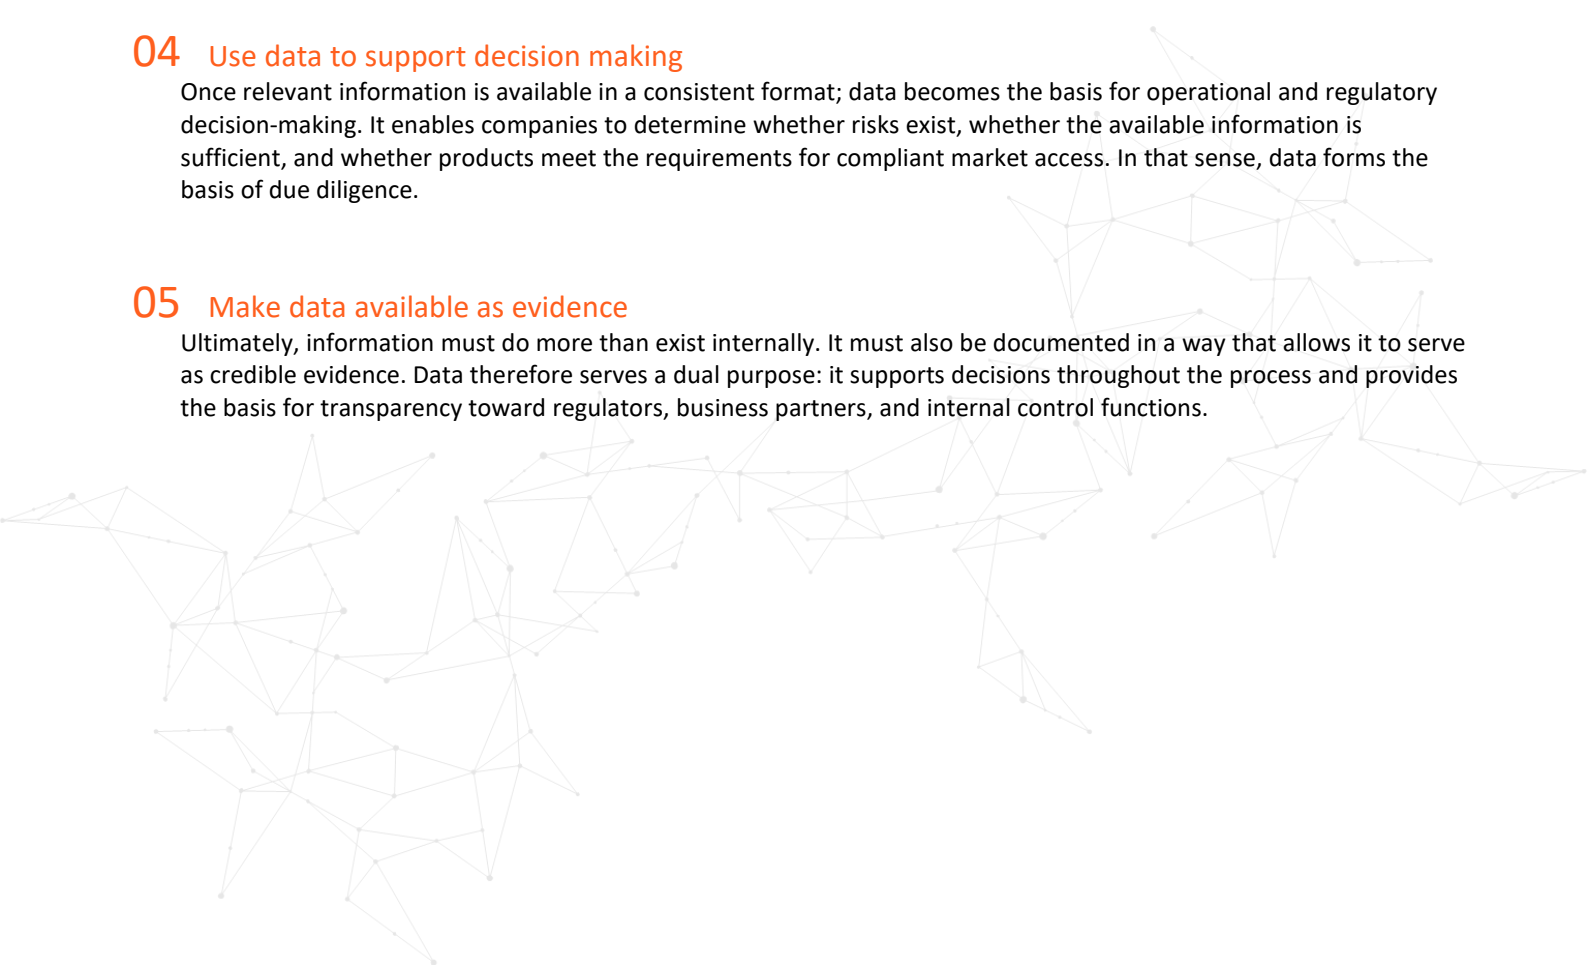 04 Use data to support decision making
Once relevant information is available in a consistent format; data becomes the basis for operational and regulatory
decision-making. It enables companies to determine whether risks exist, whether the available information is
sufficient, and whether products meet the requirements for compliant market access. In that sense, data forms the
basis of due diligence.
05 Make data available as evidence
Ultimately, information must do more than exist internally. It must also be documented in a way that allows it to serve
as credible evidence. Data therefore serves a dual purpose: it supports decisions throughout the process and provides
the basis for transparency toward regulators, business partners, and internal control functions.